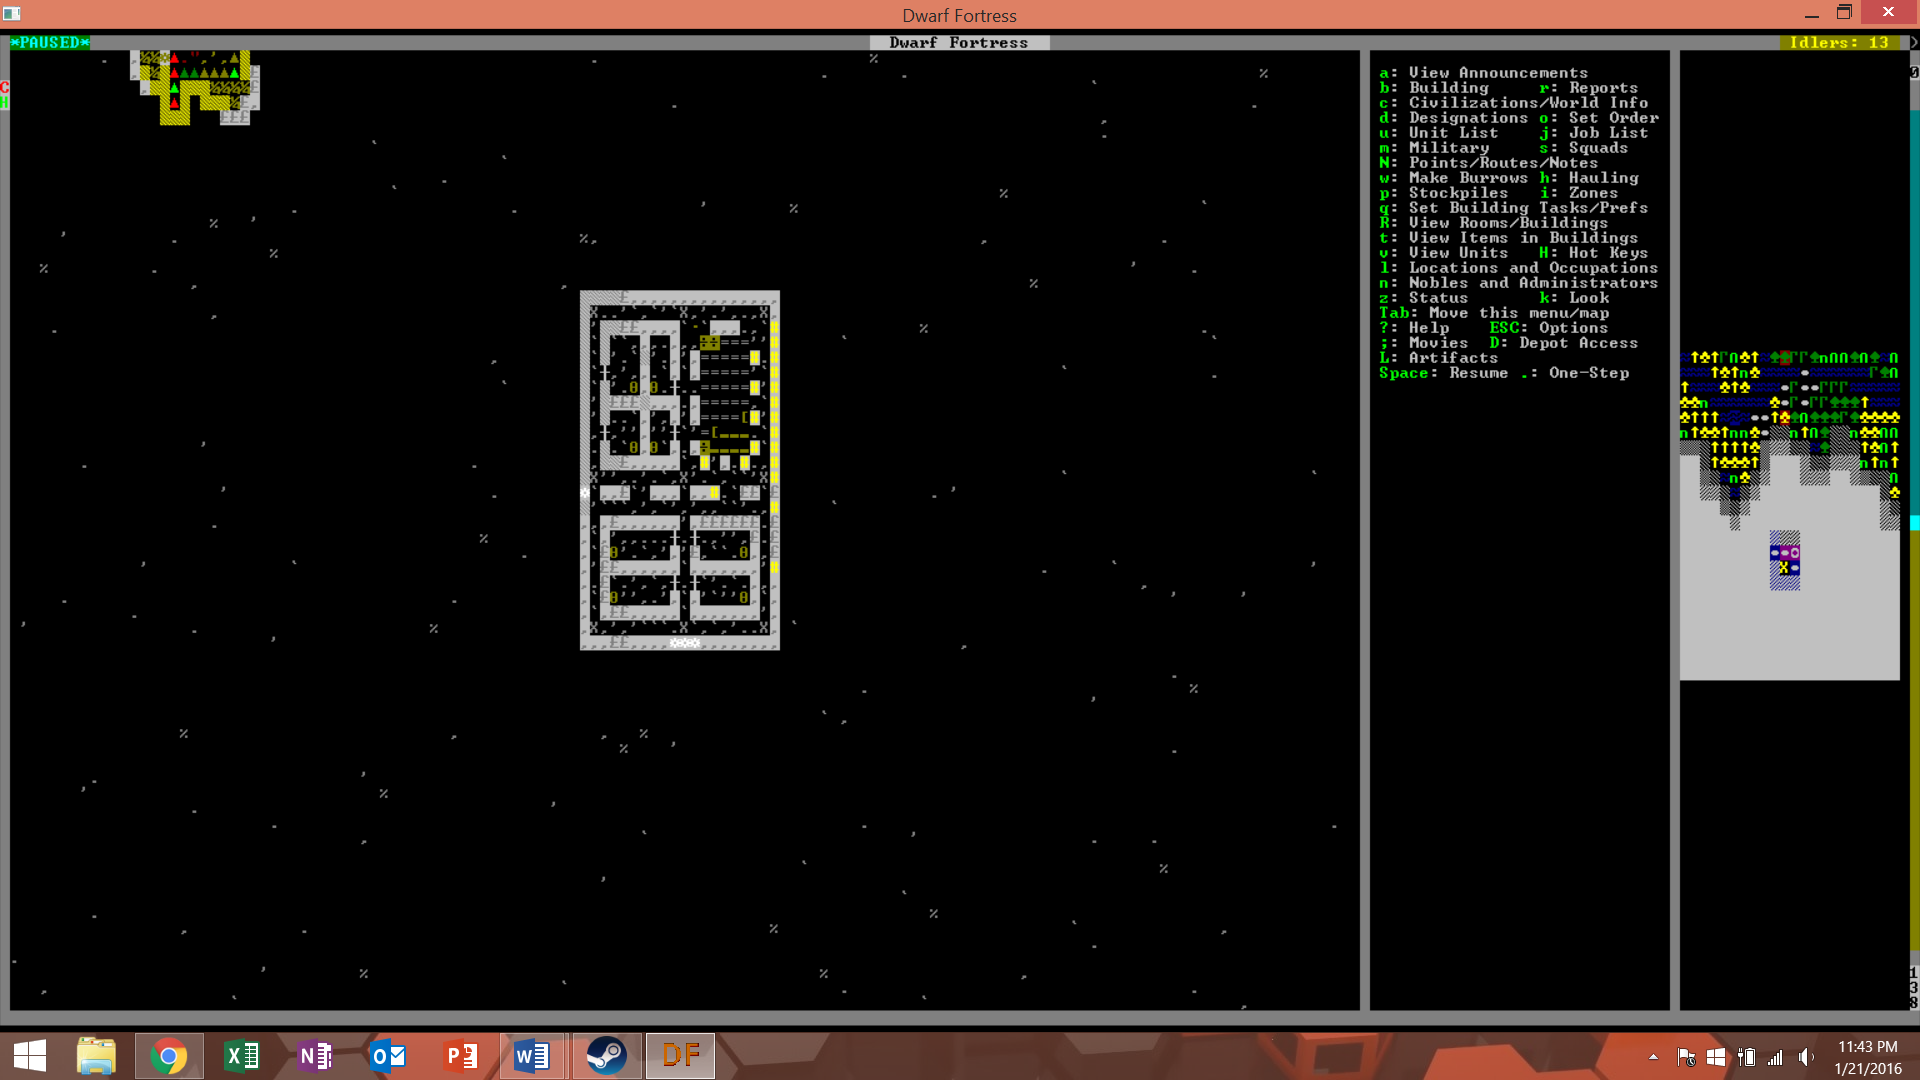 Dwarf Fortress
*PAUSED*
Dwarf Fortress
Idlers: 13
C
H
a: View Announcements
b: Building r: Reports
c: Civilizations/World Info
d: Designations o: Set Order
u: Unit List j: Job List
m: Military s: Squads
N: Points/Routes/Notes
w: Make Burrows h: Hauling
p: Stockpiles i: Zones
q: Set Building Tasks/Prefs
R: View Rooms/Buildings
t: View Items in Buildings
v: View Units H: Hot Keys
l: Locations and Occupations
n: Nobles and Administrators
z: Status k: Look
Tab: Move this menu/map
?: Help ESC: Options
;: Movies D: Depot Access
L: Artifacts
Space: Resume .: One-Step
0
138
DF
11:43 PM
1/21/2016